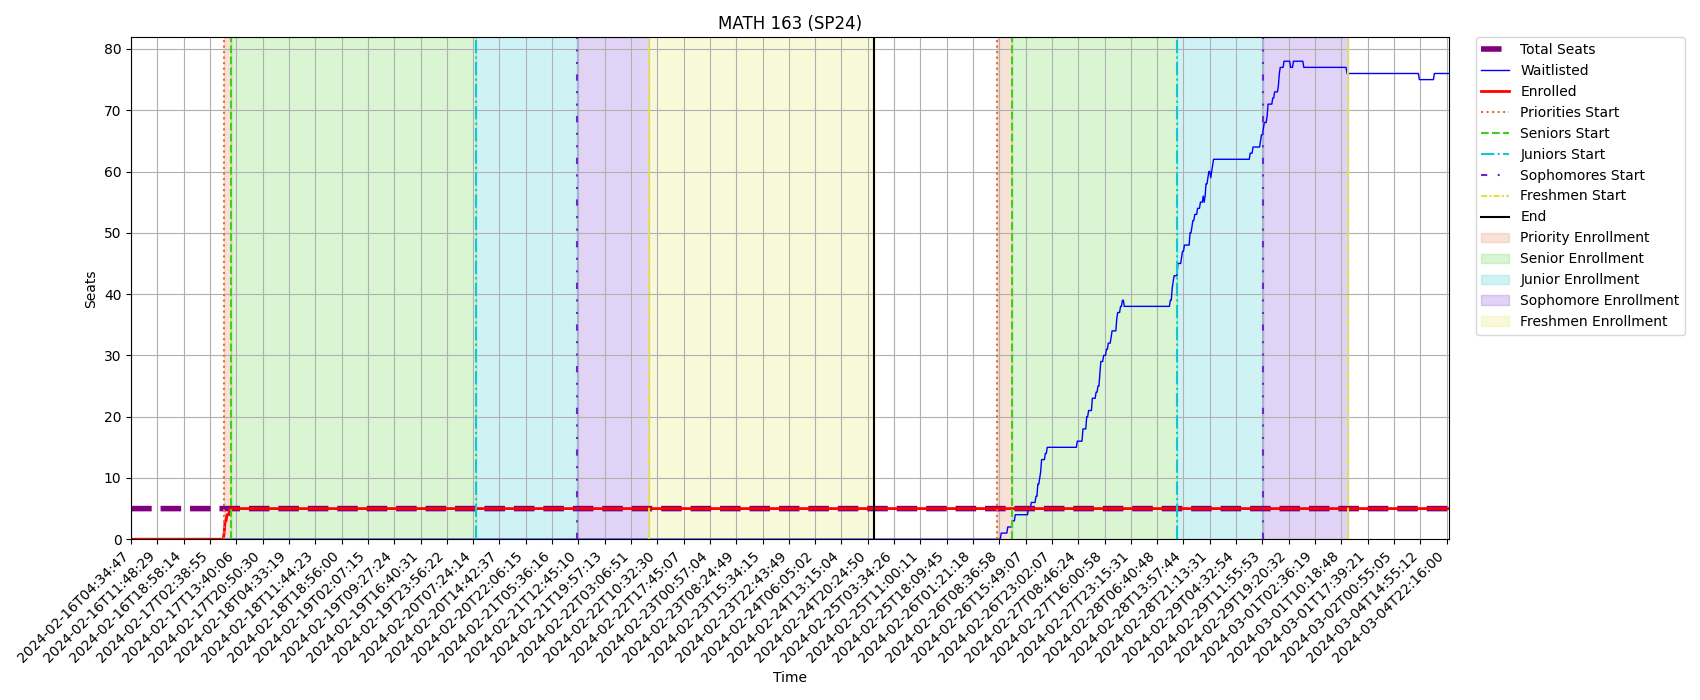 MATH 163 (SP24)
80
70
60
50
40
30
20
10
0
Seats
2024-02-16T04:34:47
2024-02-16T11:48:29
2024-02-16T18:58:14
2024-02-17T02:38:55
2024-02-17T13:40:06
2024-02-17T20:50:30
2024-02-18T04:33:19
2024-02-18T11:44:23
2024-02-18T18:56:00
2024-02-19T02:07:15
2024-02-19T09:27:24
2024-02-19T16:40:31
2024-02-19T23:56:22
2024-02-20T07:24:14
2024-02-20T14:42:37
2024-02-20T22:06:15
2024-02-21T05:36:16
2024-02-21T12:45:10
2024-02-21T19:57:13
2024-02-22T03:06:51
2024-02-22T10:32:30
2024-02-22T17:45:07
2024-02-23T00:57:04
2024-02-23T08:24:49
2024-02-23T15:34:15
2024-02-23T22:43:49
2024-02-24T06:05:02
2024-02-24T13:15:04
2024-02-24T20:24:50
2024-02-25T03:34:26
2024-02-25T11:00:11
2024-02-25T18:09:45
2024-02-26T01:21:18
2024-02-26T08:36:58
2024-02-26T15:49:07
2024-02-26T23:02:07
2024-02-27T08:46:24
2024-02-27T16:00:58
2024-02-27T23:15:31
2024-02-28T06:40:48
2024-02-28T13:57:44
2024-02-28T21:13:31
2024-02-29T04:32:54
2024-02-29T11:55:53
2024-02-29T19:20:32
2024-03-01T02:36:19
2024-03-01T10:18:48
2024-03-01T17:39:21
2024-03-02T00:55:05
2024-03-04T14:55:12
2024-03-04T22:16:00
Time
Total Seats
Waitlisted
Enrolled
Priorities Start
Seniors Start
Juniors Start
Sophomores Start
Freshmen Start
End
Priority Enrollment
Senior Enrollment
Junior Enrollment
Sophomore Enrollment
Freshmen Enrollment